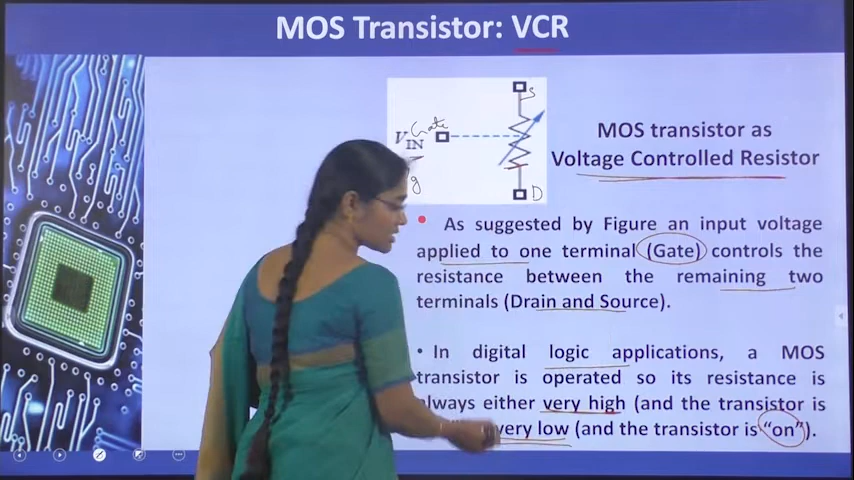 MOS Transistor: VCR
S
Gate
VIN
g
D
MOS transistor as
Voltage Controlled Resistor
As suggested by Figure an input voltage
applied to one terminal (Gate) controls the
resistance between the remaining two
terminals (Drain and Source).
• In digital logic applications, a MOS
transistor is operated so its resistance is
always either very high (and the transistor is
very low (and the transistor is "on").